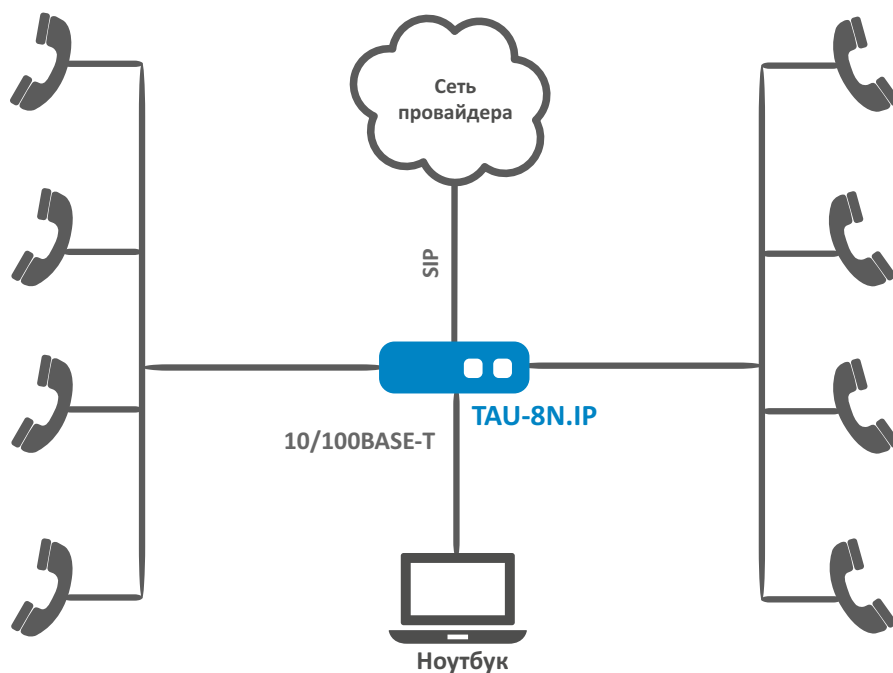 Сеть
провайдера
SIP
TAU-8N.IP
10/100BASE-T
Ноутбук